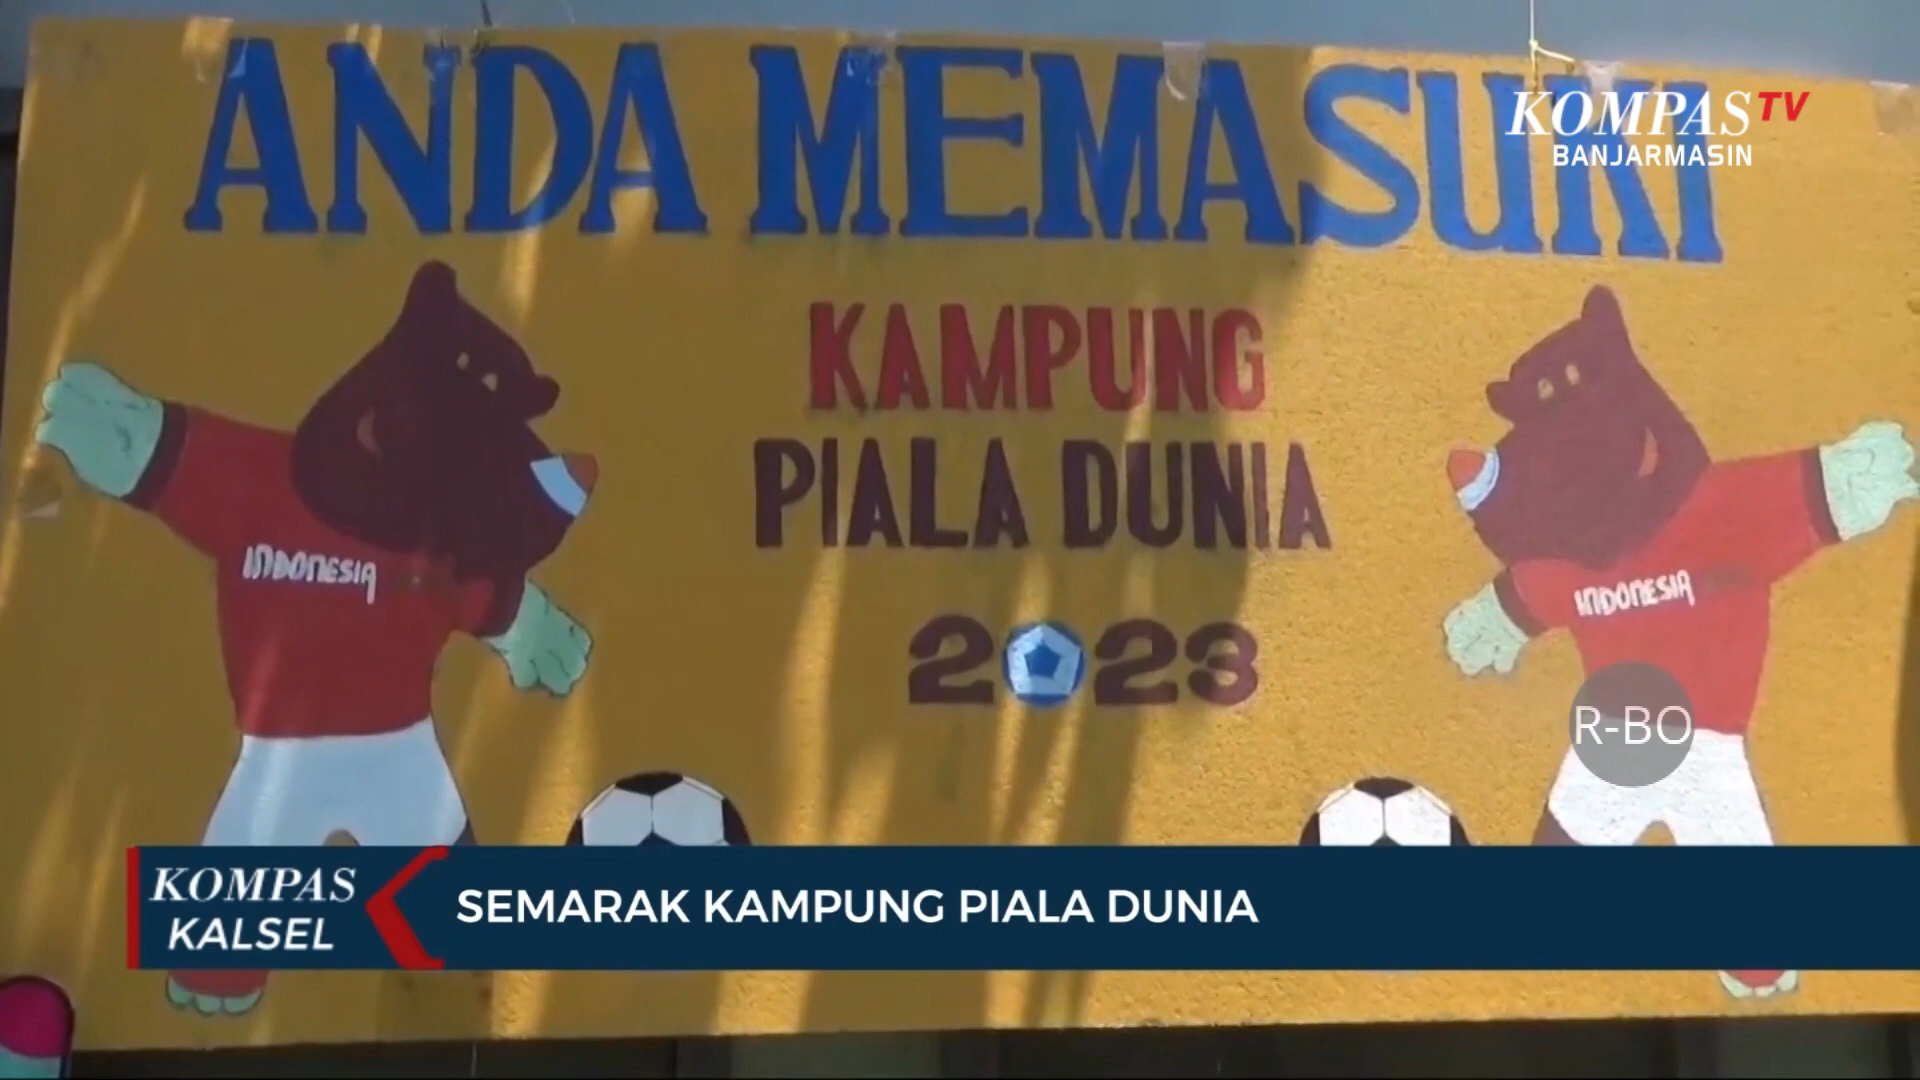 ANDA MEMASUKI
KOMPAS TV
BANJARMASIN
KAMPUNG
PIALA DUNIA
2023
INDONESIA
INDONESIA
R-BO
KOMPAS
KALSEL
SEMARAK KAMPUNG PIALA DUNIA